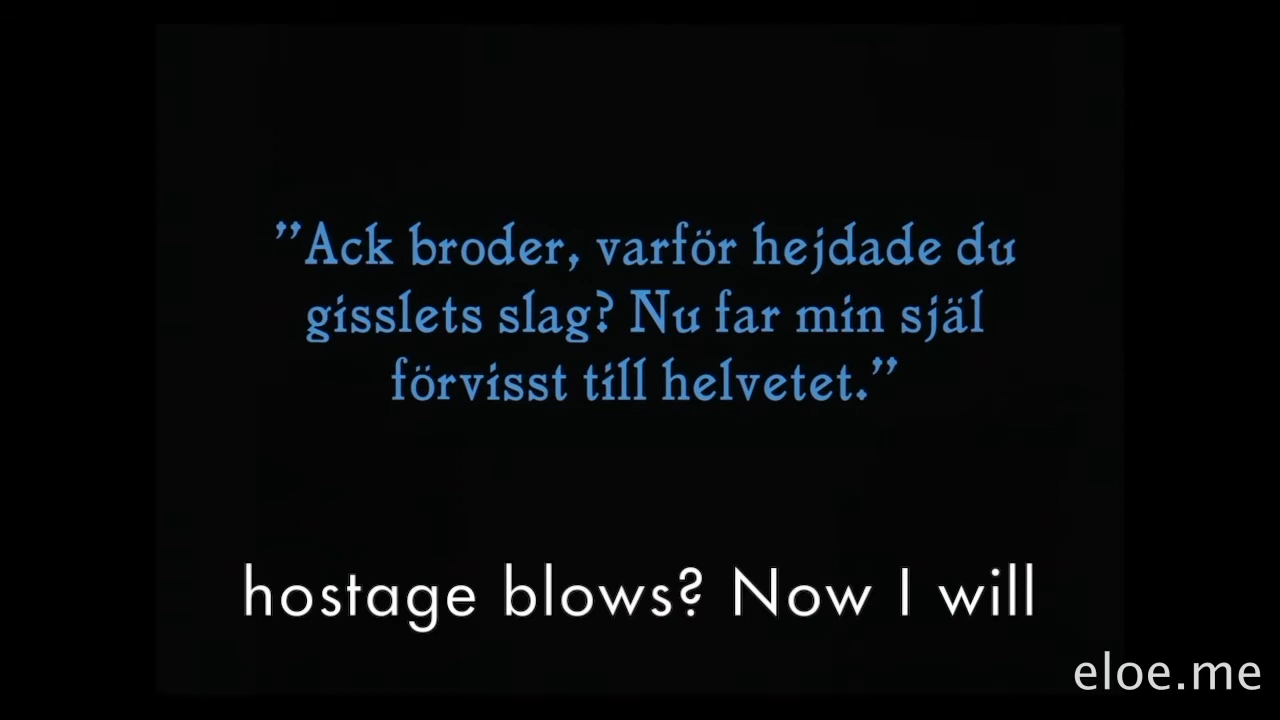 ”Ack broder, varför hejdade du
gisslets slag? Nu far min själ
förvisst till helvetet.”
hostage blows? Now I will
eloe.me